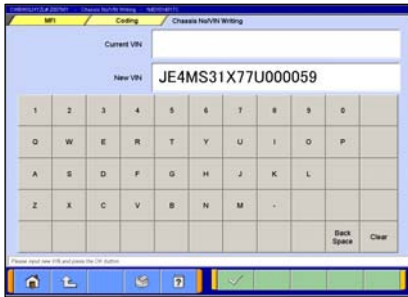 MFI Coding Chassis No/VIN Writing
Current VIN
New VIN JE4MS31X77U000059
1 2 3 4 5 6 7 8 9 0
Q W E R T Y U I O P
A S D F G H J K L
Z X C V B N M -
Back Space Clear
Please input new VIN and press the OK button.